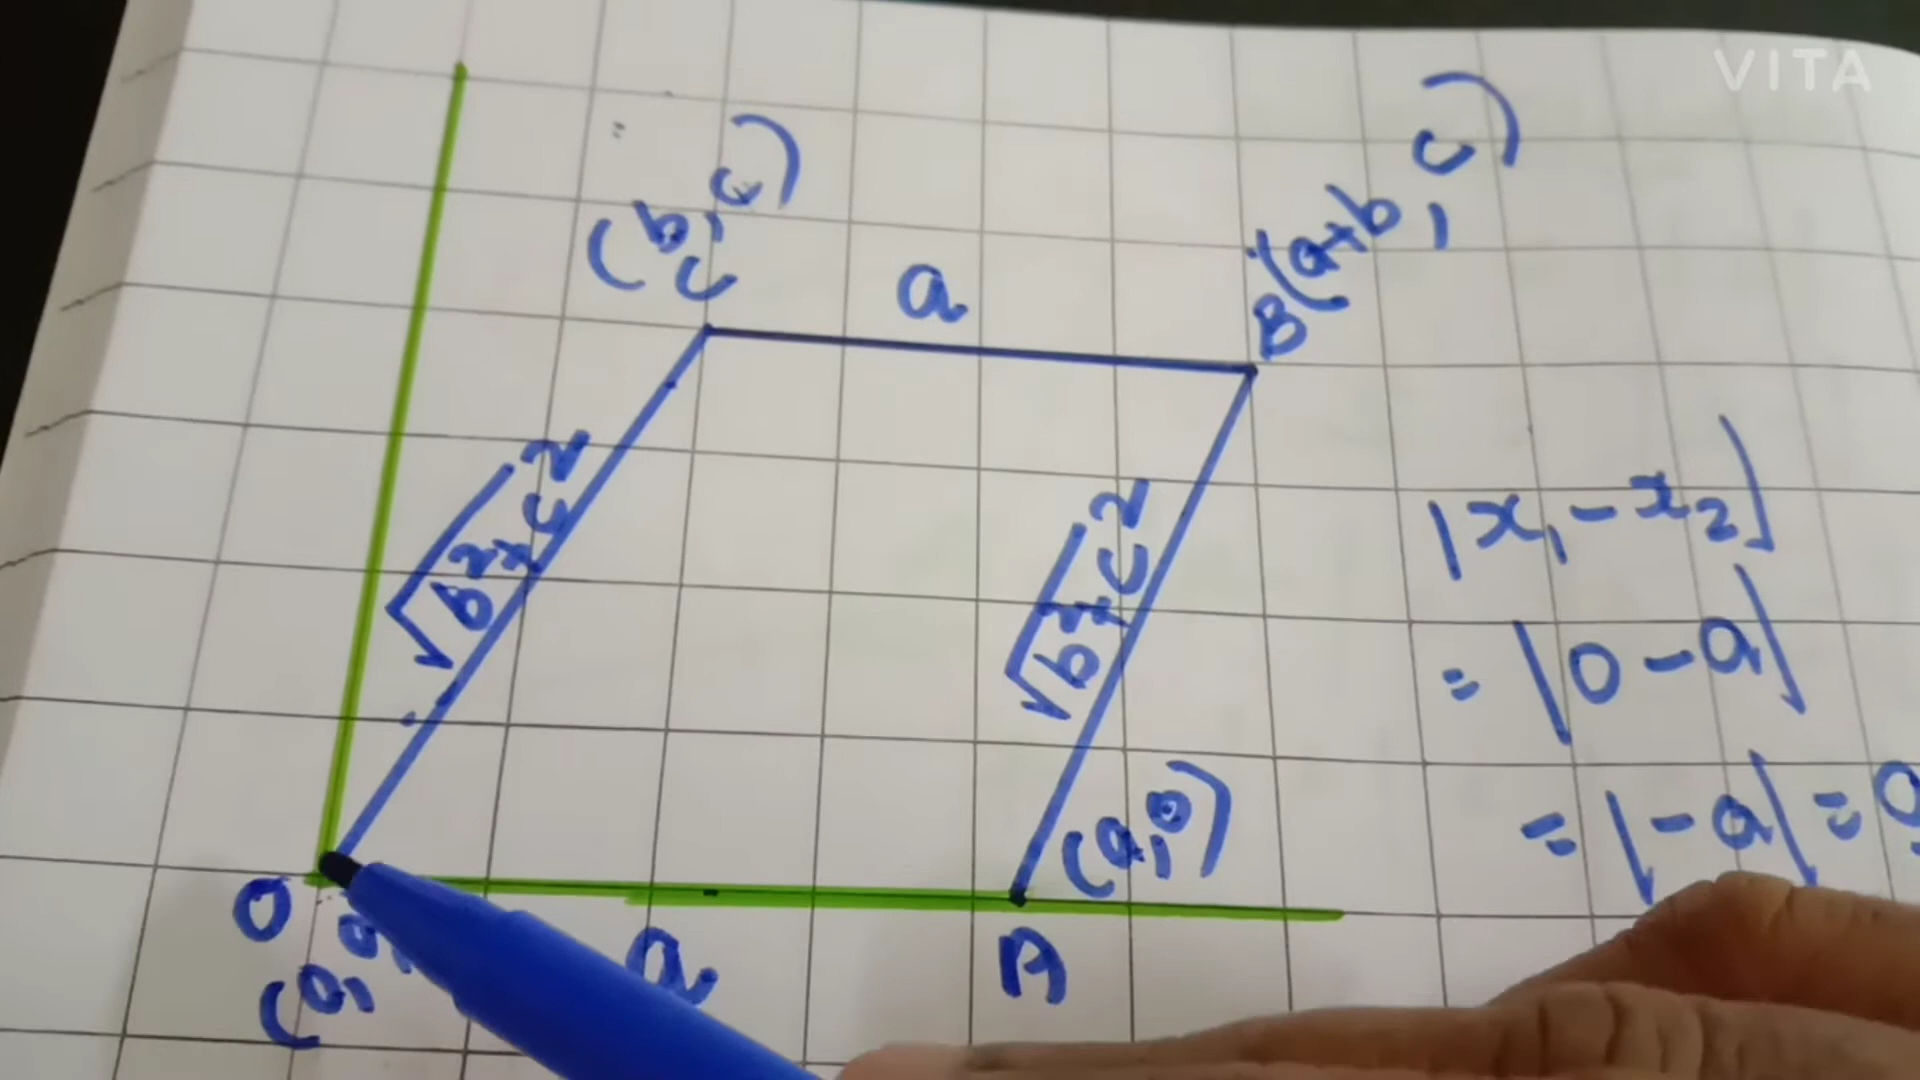 VITA
(b, c)
C
a
B(a+b, c)
√b²+c²
√b²+c²
|x₁-x₂|
= |0-a|
= |-a| =
(a,0)
O
a
A